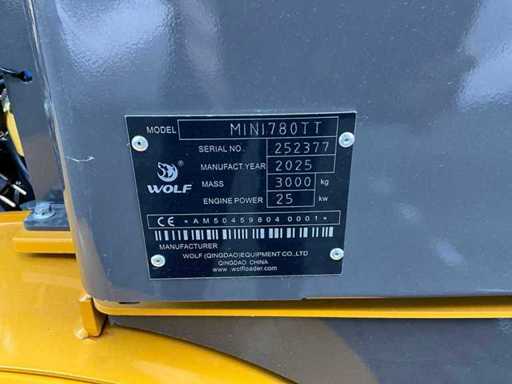 MODEL MINI780TT
SERIAL NO. 252377
MANUFACT.YEAR 2025
MASS 3000 kg
ENGINE POWER 25 kw
WOLF
CE *AM50459804 0001*
MANUFACTURER
WOLF (QINGDAO)EQUIPMENT CO.,LTD
QINGDAO CHINA
www.wolfloader.com